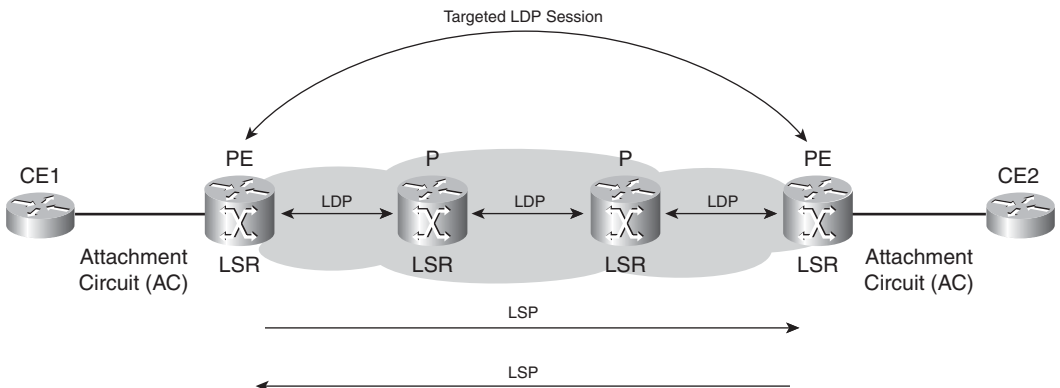 Targeted LDP Session
PE
P
P
PE
CE1
CE2
LDP
LDP
LDP
Attachment
Circuit (AC)
LSR
LSR
LSR
LSR
Attachment
Circuit (AC)
LSP
LSP